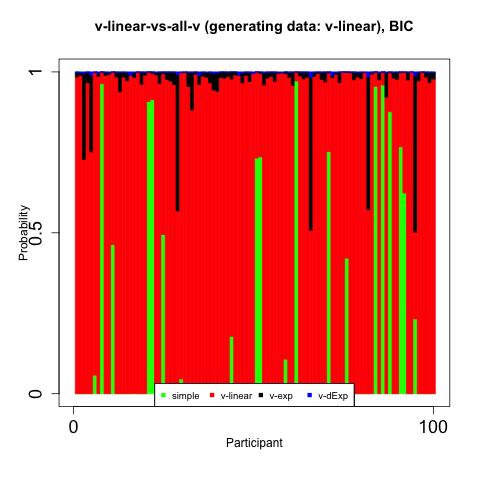 v-linear-vs-all-v (generating data: v-linear), BIC
1
0.5
0
Probability
simple v-linear v-exp v-dExp
0 100
Participant